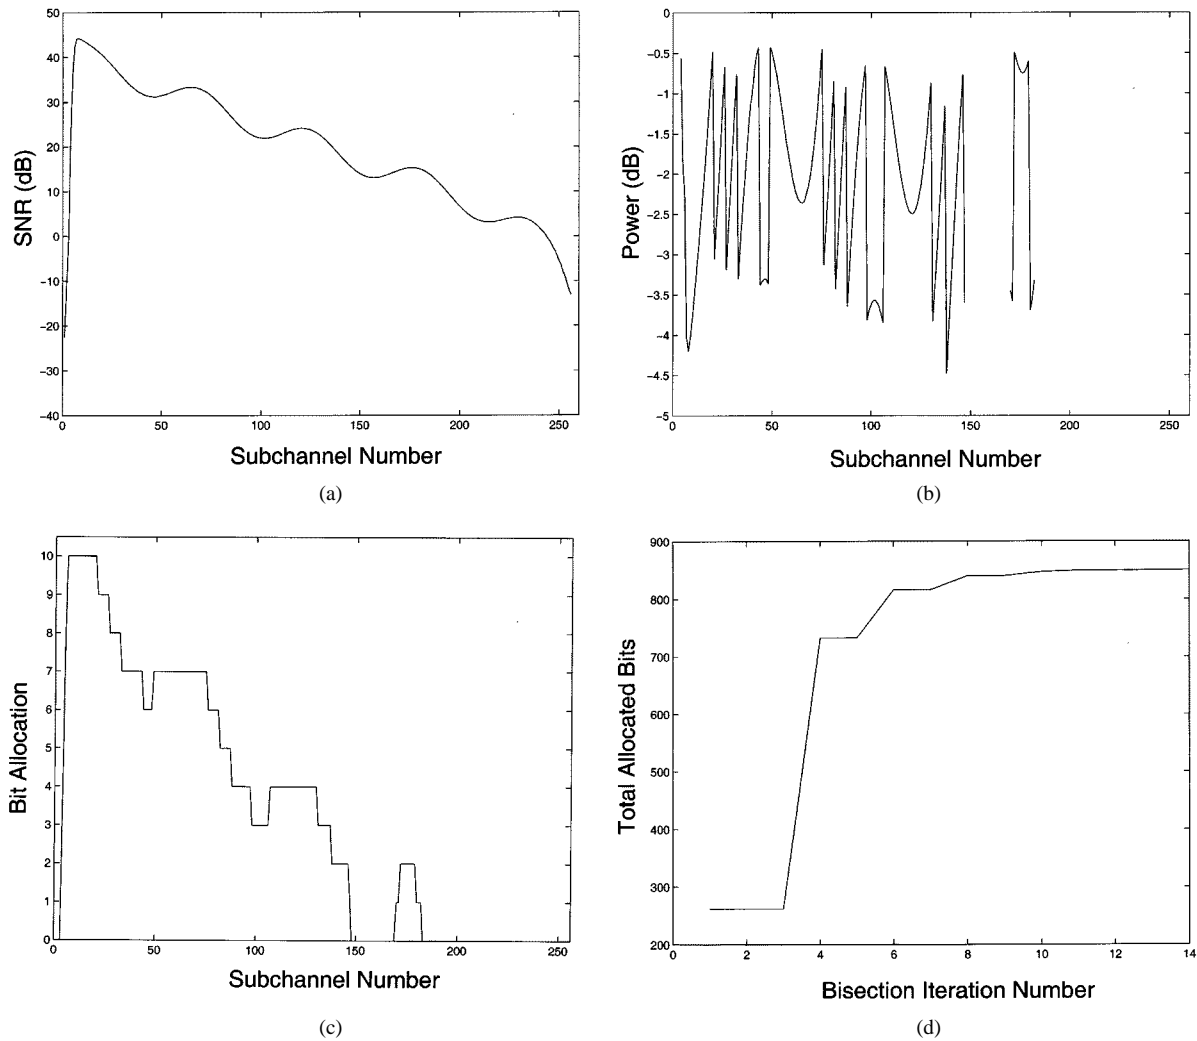 50
40
30
20
10
0
−10
−20
−30
−40
0 50 100 150 200 250
SNR (dB)
Subchannel Number
(a)
0
−0.5
−1
−1.5
−2
−2.5
−3
−3.5
−4
−4.5
−5
0 50 100 150 200 250
Power (dB)
Subchannel Number
(b)
10
9
8
7
6
5
4
3
2
1
0
0 50 100 150 200 250
Bit Allocation
Subchannel Number
(c)
900
800
700
600
500
400
300
200
0 2 4 6 8 10 12 14
Total Allocated Bits
Bisection Iteration Number
(d)